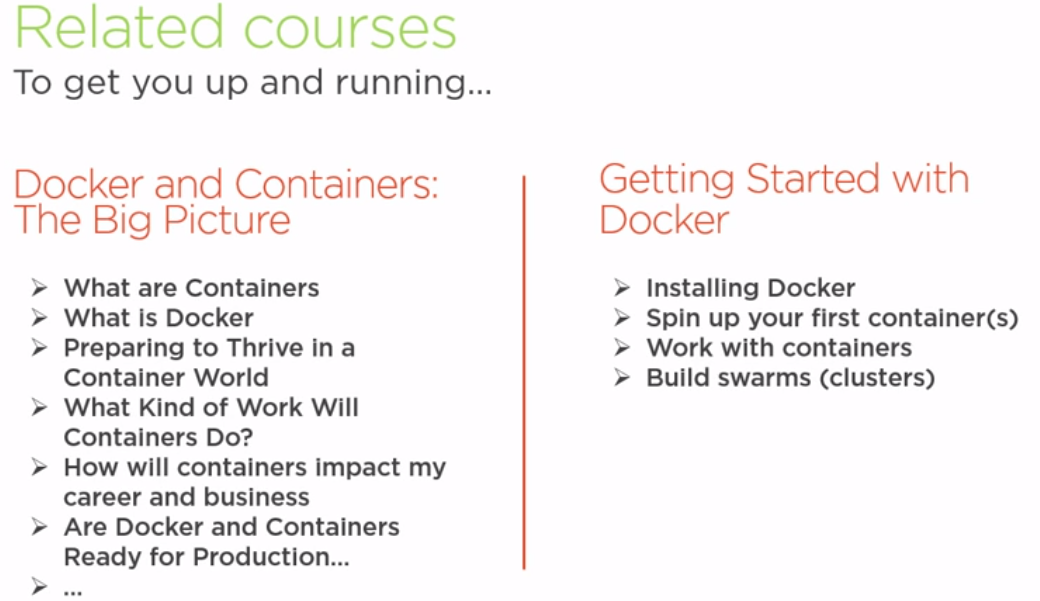 Related courses
To get you up and running...
Docker and Containers:
The Big Picture
➢ What are Containers
➢ What is Docker
➢ Preparing to Thrive in a
Container World
➢ What Kind of Work Will
Containers Do?
➢ How will containers impact my
career and business
➢ Are Docker and Containers
Ready for Production...
➢ ...
Getting Started with
Docker
➢ Installing Docker
➢ Spin up your first container(s)
➢ Work with containers
➢ Build swarms (clusters)